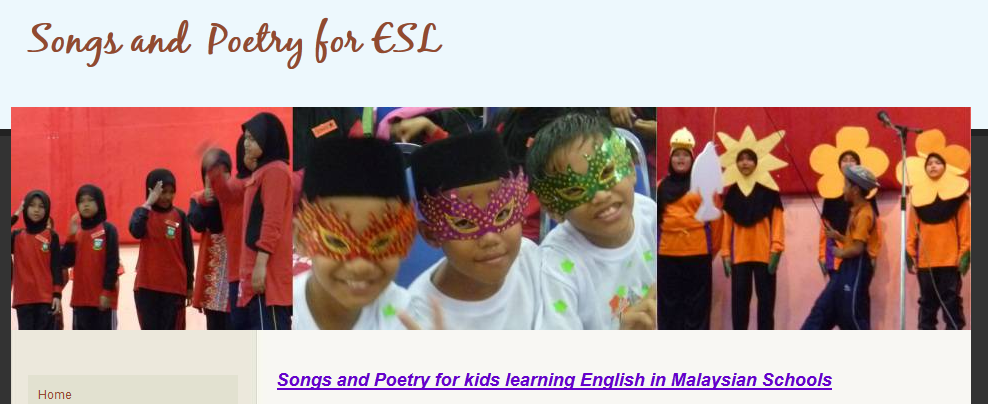 Songs and Poetry for ESL
Songs and Poetry for kids learning English in Malaysian Schools
Home